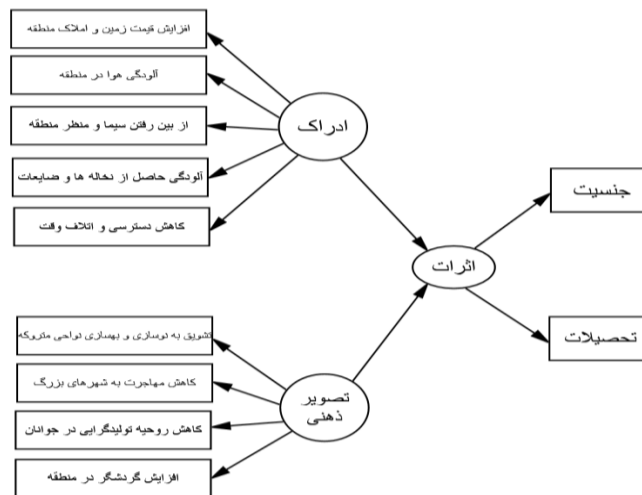 افزایش قیمت زمین و املاک منطقه
آلودگی هوا در منطقه
از بین رفتن سیما و منظر منطقه
آلودگی حاصل از نخاله ها و ضایعات
کاهش دسترسی و اتلاف وقت
ادراک
جنسیت
اثرات
تحصیلات
تشویق به نوسازی و بهسازی نواحی متروکه
کاهش مهاجرت به شهرهای بزرگ
کاهش روحیه تولیدگرایی در جوانان
افزایش گردشگر در منطقه
تصویر
ذهنی